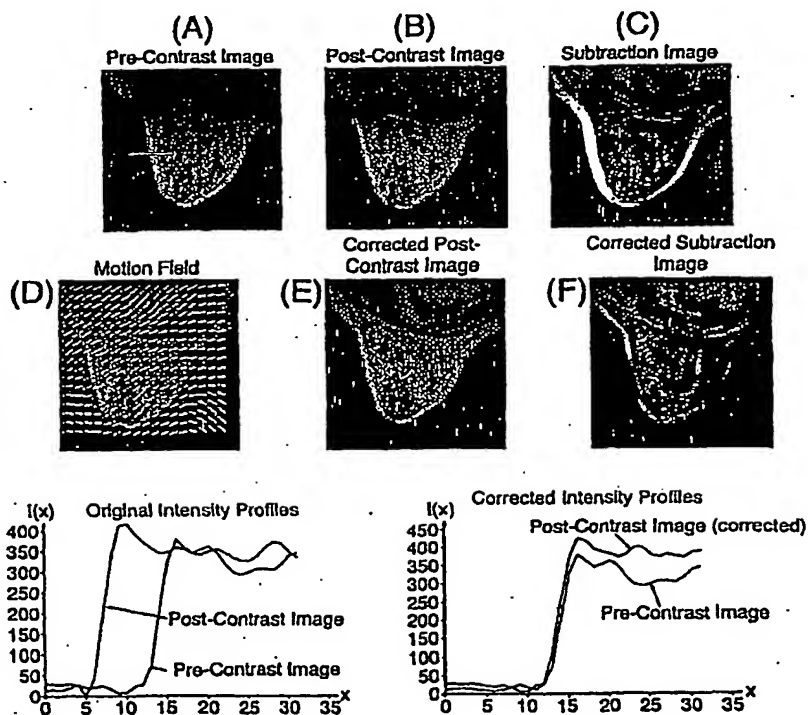 (A) (B) (C)
Pre-Contrast Image Post-Contrast Image Subtraction Image
(D) Motion Field (E) Corrected Post-Contrast Image (F) Corrected Subtraction Image
I(x) Original Intensity Profiles
400
350
300
250
200
150
100
50
0
Post-Contrast Image
Pre-Contrast Image
0 5 10 15 20 25 30 35 x
I(x) Corrected Intensity Profiles
450
400
350
300
250
200
150
100
50
0
Post-Contrast Image (corrected)
Pre-Contrast Image
0 5 10 15 20 25 30 35 x